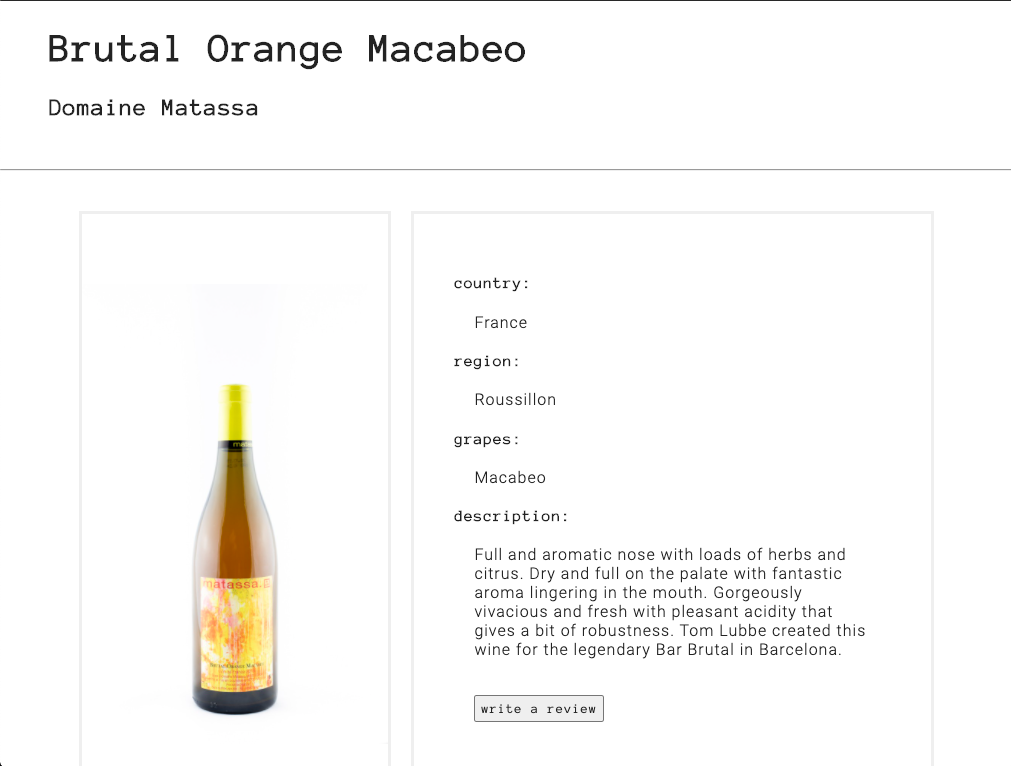 Brutal Orange Macabeo
Domaine Matassa
matassa.
country:
France
region:
Roussillon
grapes:
Macabeo
description:
Full and aromatic nose with loads of herbs and
citrus. Dry and full on the palate with fantastic
aroma lingering in the mouth. Gorgeously
vivacious and fresh with pleasant acidity that
gives a bit of robustness. Tom Lubbe created this
wine for the legendary Bar Brutal in Barcelona.
write a review